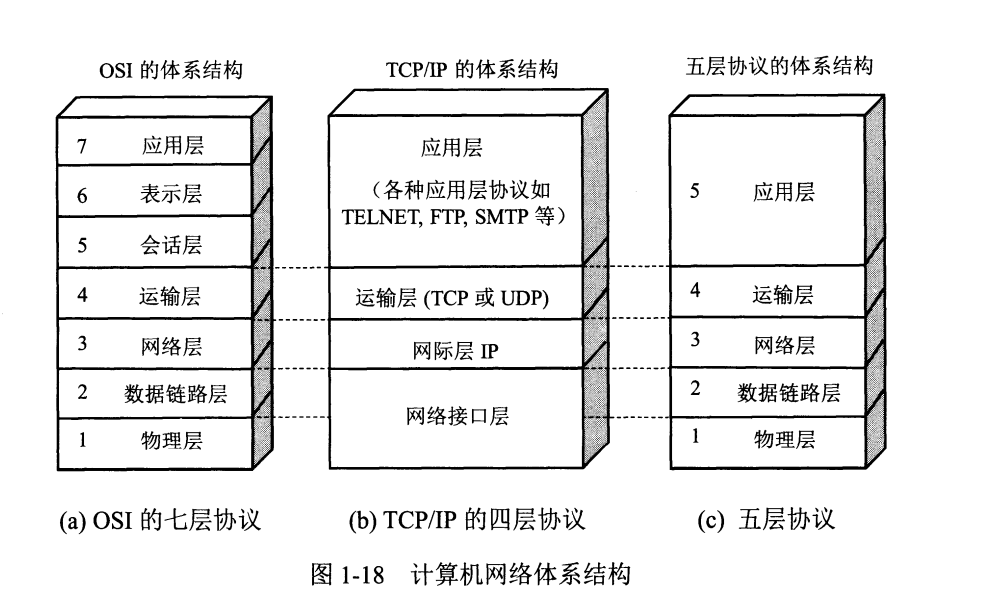 OSI 的体系结构
7 应用层
6 表示层
5 会话层
4 运输层
3 网络层
2 数据链路层
1 物理层
(a) OSI 的七层协议
TCP/IP 的体系结构
应用层
（各种应用层协议如
TELNET, FTP, SMTP 等）
运输层 (TCP 或 UDP)
网际层 IP
网络接口层
(b) TCP/IP 的四层协议
五层协议的体系结构
5 应用层
4 运输层
3 网络层
2 数据链路层
1 物理层
(c) 五层协议
图 1-18 计算机网络体系结构